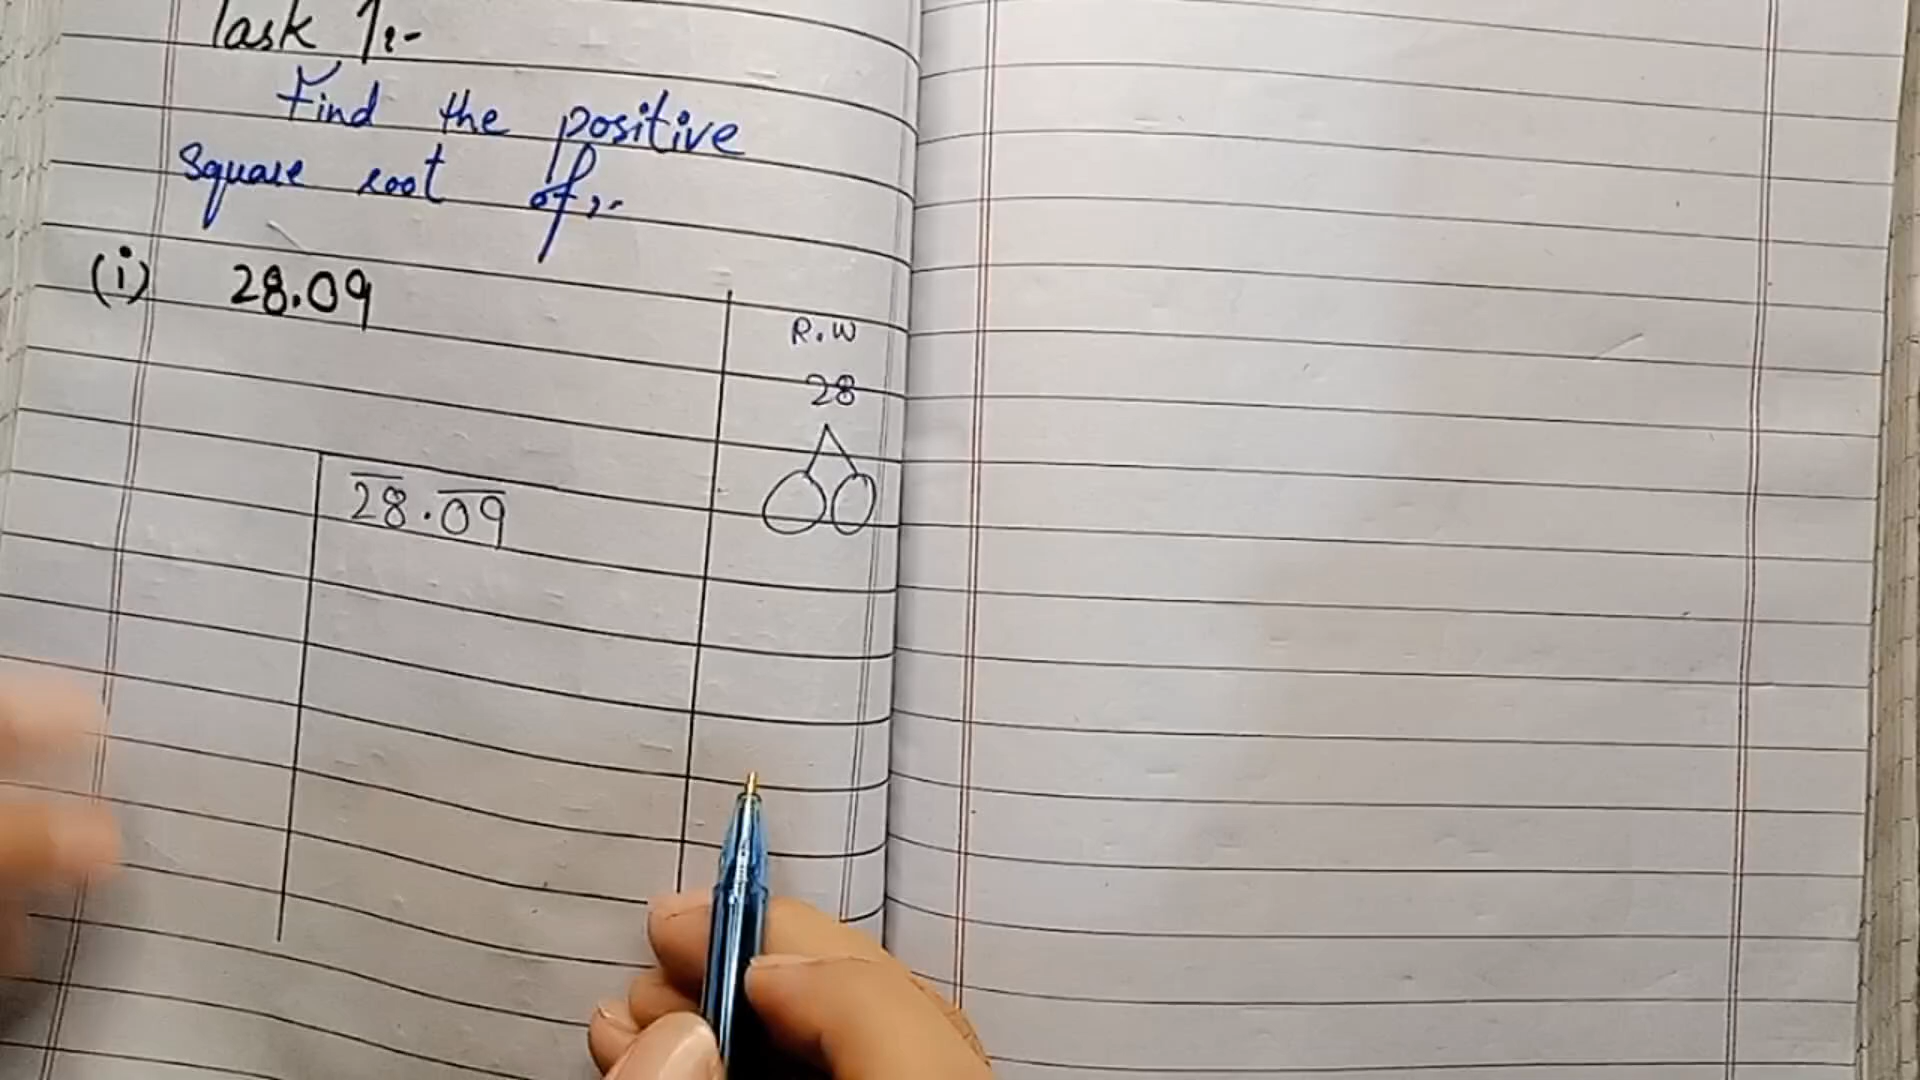 Task 1:-
Find the positive
square root of:-
(i) 28.09
R.W
28
28.09